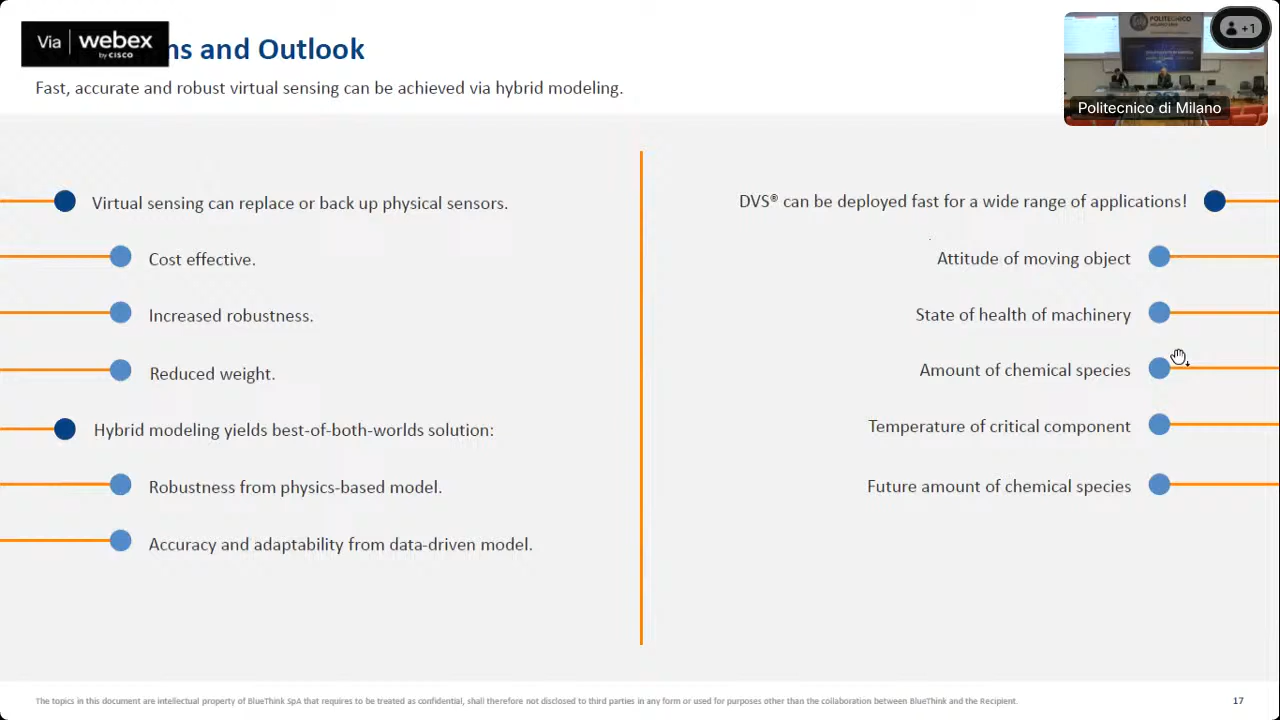 Via webex
by CISCO
ns and Outlook
Fast, accurate and robust virtual sensing can be achieved via hybrid modeling.
+1
POLITECNICO
Politecnico di Milano
Virtual sensing can replace or back up physical sensors.
Cost effective.
Increased robustness.
Reduced weight.
Hybrid modeling yields best-of-both-worlds solution:
Robustness from physics-based model.
Accuracy and adaptability from data-driven model.
DVS® can be deployed fast for a wide range of applications!
Attitude of moving object
State of health of machinery
Amount of chemical species
Temperature of critical component
Future amount of chemical species
The topics in this document are intellectual property of BlueThink SpA that requires to be treated as confidential, shall therefore not disclosed to third parties in any form or used for purposes other than the collaboration between BlueThink and the Recipient.
17